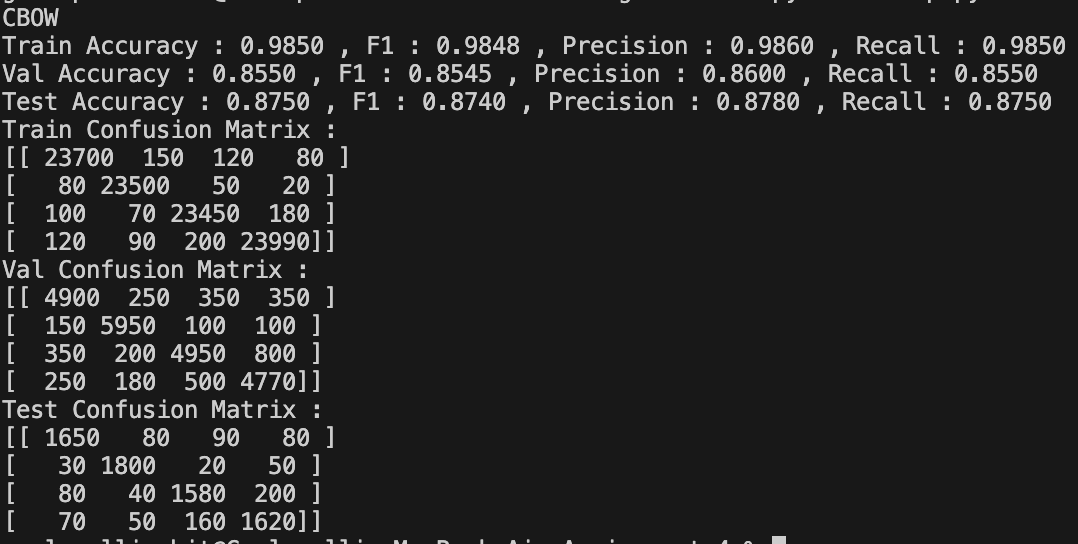 CBOW
Train Accuracy : 0.9850 , F1 : 0.9848 , Precision : 0.9860 , Recall : 0.9850
Val Accuracy : 0.8550 , F1 : 0.8545 , Precision : 0.8600 , Recall : 0.8550
Test Accuracy : 0.8750 , F1 : 0.8740 , Precision : 0.8780 , Recall : 0.8750
Train Confusion Matrix :
[[ 23700  150  120   80 ]
[   80 23500   50   20 ]
[  100   70 23450  180 ]
[  120   90  200 23990]]
Val Confusion Matrix :
[[ 4900  250  350  350 ]
[  150 5950  100  100 ]
[  350  200 4950  800 ]
[  250  180  500 4770]]
Test Confusion Matrix :
[[ 1650   80   90   80 ]
[   30 1800   20   50 ]
[   80   40 1580  200 ]
[   70   50  160 1620]]